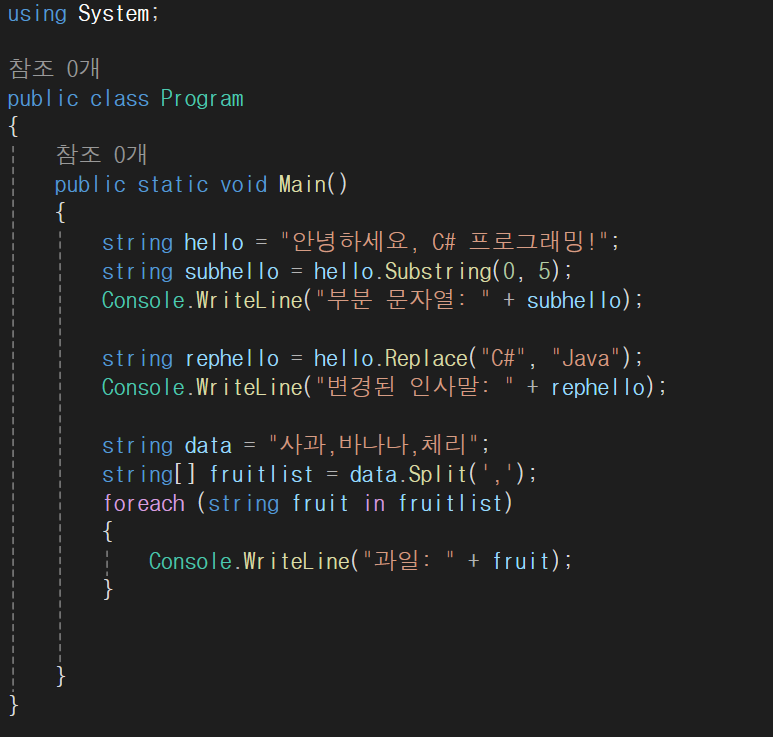 using System;
참조 0개
public class Program
{
참조 0개
public static void Main()
{
string hello = "안녕하세요, C# 프로그래밍!";
string subhello = hello.Substring(0, 5);
Console.WriteLine("부분 문자열: " + subhello);
string rephello = hello.Replace("C#", "Java");
Console.WriteLine("변경된 인사말: " + rephello);
string data = "사과,바나나,체리";
string[] fruitlist = data.Split(',');
foreach (string fruit in fruitlist)
{
Console.WriteLine("과일: " + fruit);
}
}
}